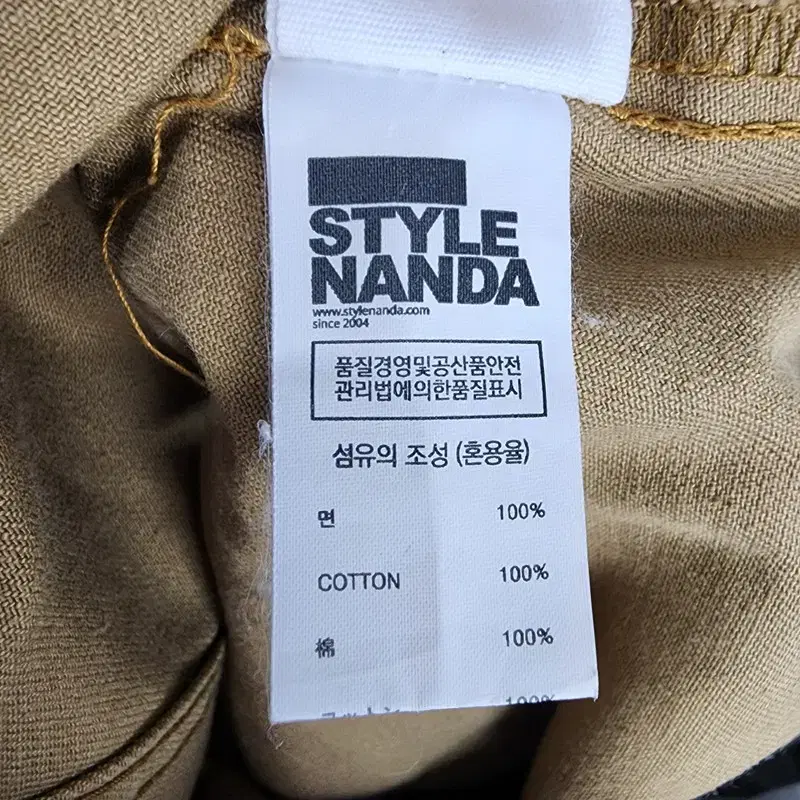 STYLE
NANDA
www.stylenanda.com
since 2004
품질경영및공산품안전
관리법에의한품질표시
섬유의 조성 (혼용율)
면 100%
COTTON 100%
棉 100%
100%